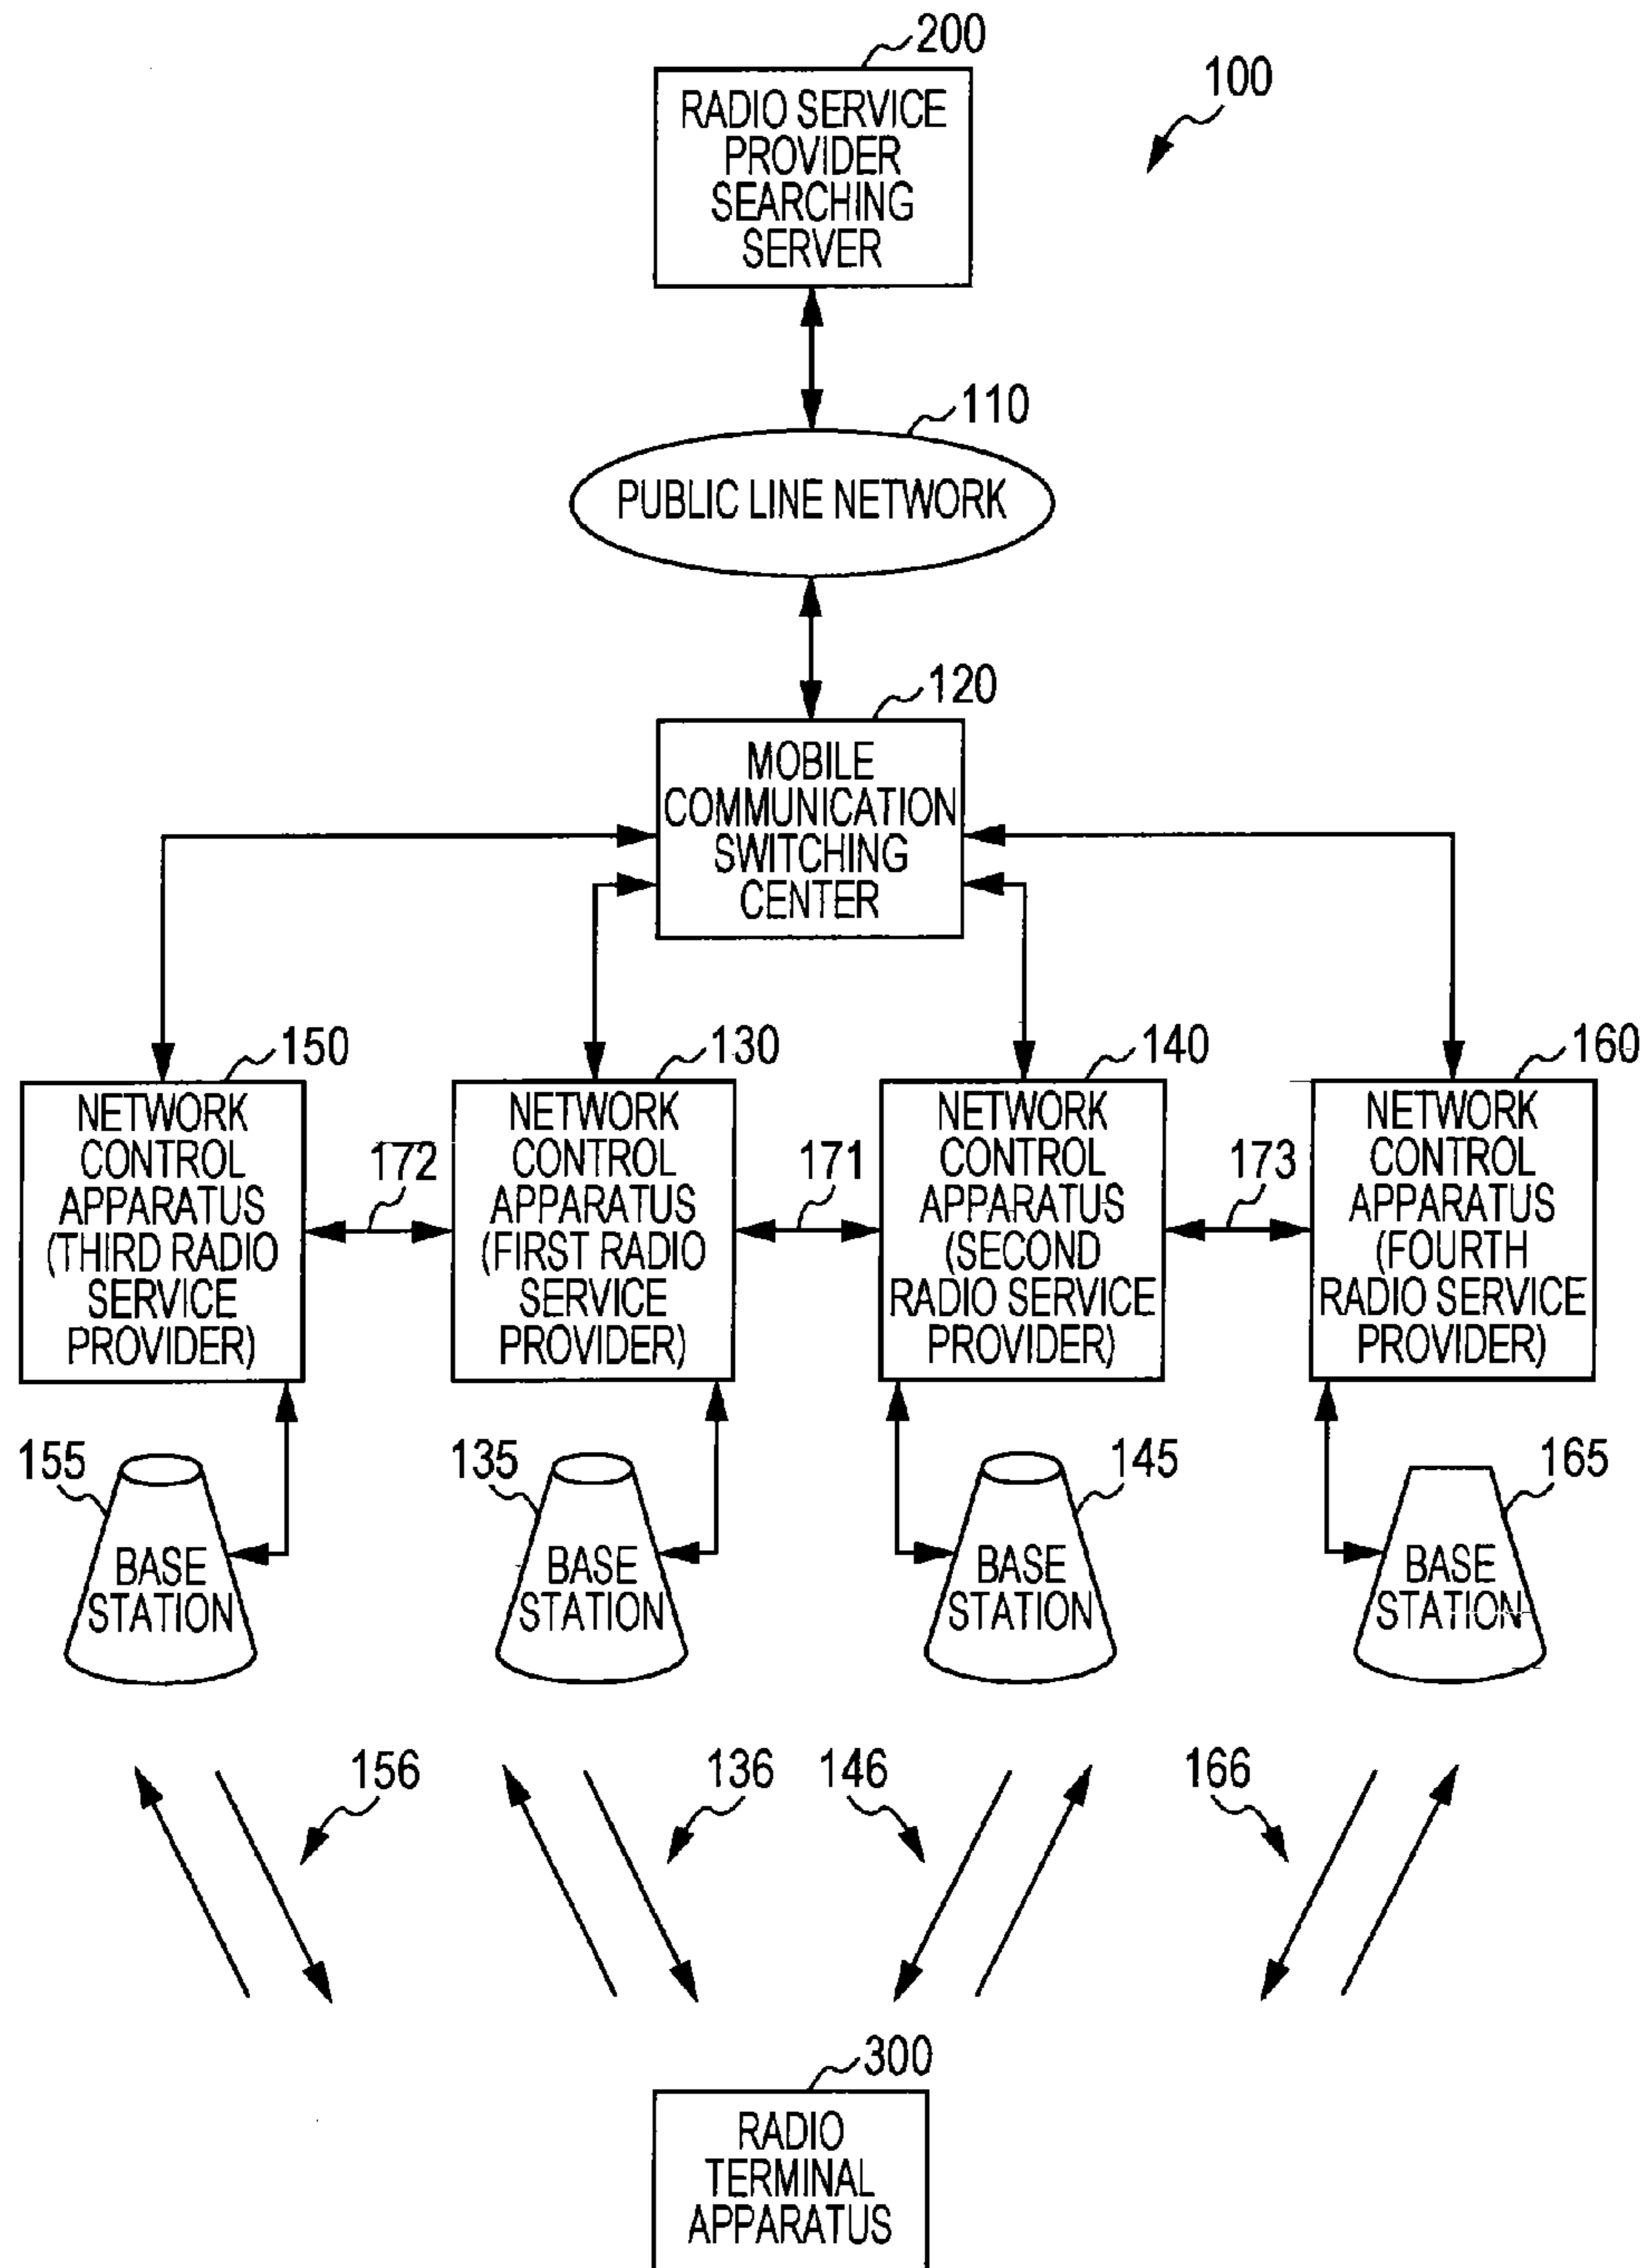 200
100
RADIO SERVICE
PROVIDER
SEARCHING
SERVER
110
PUBLIC LINE NETWORK
120
MOBILE
COMMUNICATION
SWITCHING
CENTER
150
130
140
160
NETWORK
CONTROL
APPARATUS
(THIRD RADIO
SERVICE
PROVIDER)
172
NETWORK
CONTROL
APPARATUS
(FIRST RADIO
SERVICE
PROVIDER)
171
NETWORK
CONTROL
APPARATUS
(SECOND
RADIO SERVICE
PROVIDER)
173
NETWORK
CONTROL
APPARATUS
(FOURTH
RADIO SERVICE
PROVIDER)
155
BASE
STATION
135
BASE
STATION
145
BASE
STATION
165
BASE
STATION
156
136
146
166
300
RADIO
TERMINAL
APPARATUS